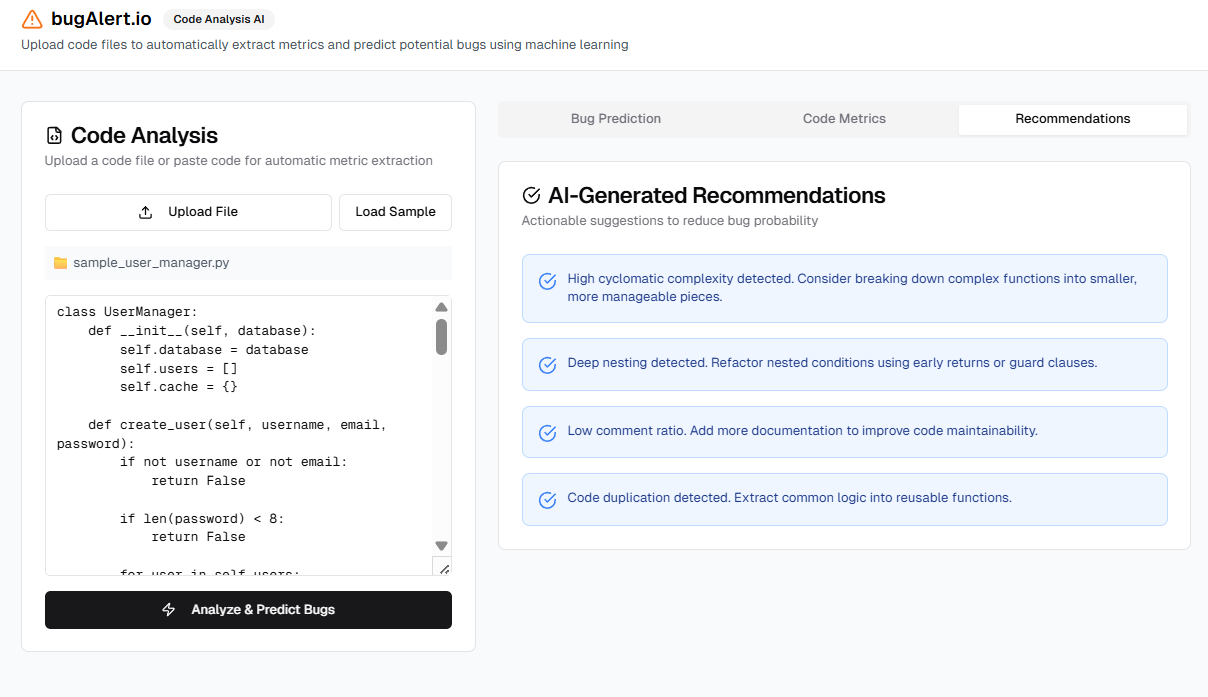 bugAlert.io
Code Analysis AI
Upload code files to automatically extract metrics and predict potential bugs using machine learning
Code Analysis
Upload a code file or paste code for automatic metric extraction
Upload File
Load Sample
sample_user_manager.py
class UserManager:
    def __init__(self, database):
        self.database = database
        self.users = []
        self.cache = {}
    def create_user(self, username, email,
password):
        if not username or not email:
            return False
        if len(password) < 8:
            return False
        for user in self.users:
Analyze & Predict Bugs
Bug Prediction
Code Metrics
Recommendations
AI-Generated Recommendations
Actionable suggestions to reduce bug probability
High cyclomatic complexity detected. Consider breaking down complex functions into smaller,
more manageable pieces.
Deep nesting detected. Refactor nested conditions using early returns or guard clauses.
Low comment ratio. Add more documentation to improve code maintainability.
Code duplication detected. Extract common logic into reusable functions.